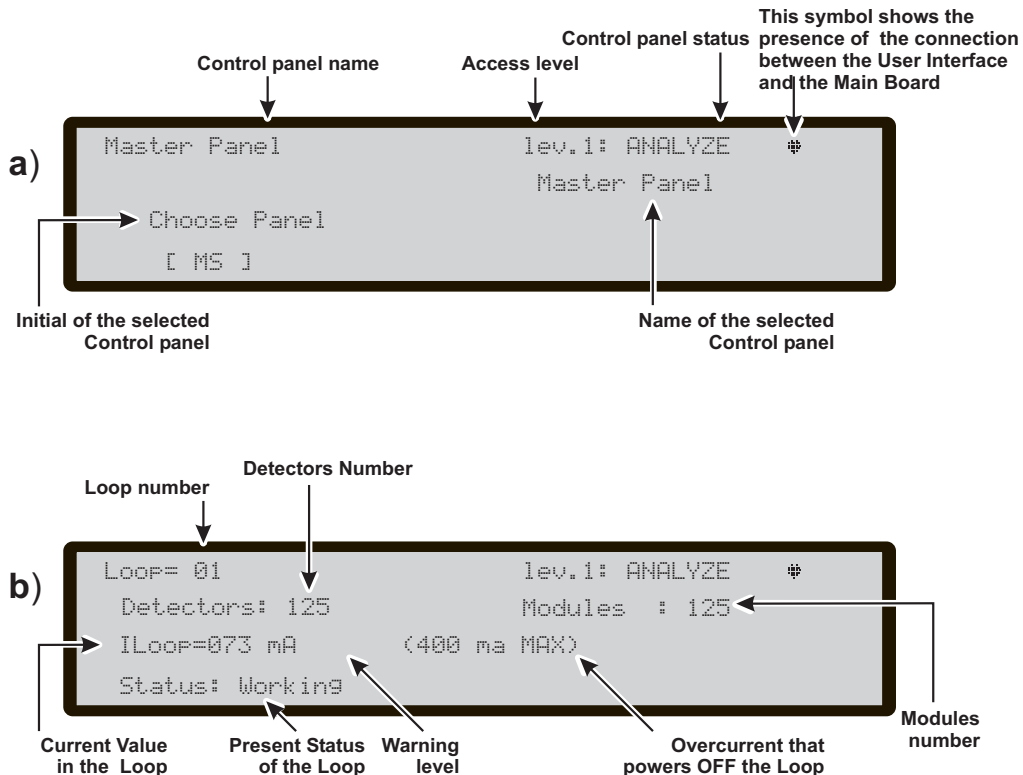 This symbol shows the
presence of the connection
between the User Interface
and the Main Board
Control panel status
Control panel name
Access level
a)
Master Panel lev.1: ANALYZE
Master Panel
Choose Panel
[ MS ]
Initial of the selected
Control panel
Name of the selected
Control panel
Detectors Number
Loop number
b)
Loop= 01 lev.1: ANALYZE
Detectors: 125 Modules : 125
ILoop=073 mA (400 ma MAX)
Status: Working
Current Value
in the Loop
Present Status
of the Loop
Warning
level
Overcurrent that
powers OFF the Loop
Modules
number